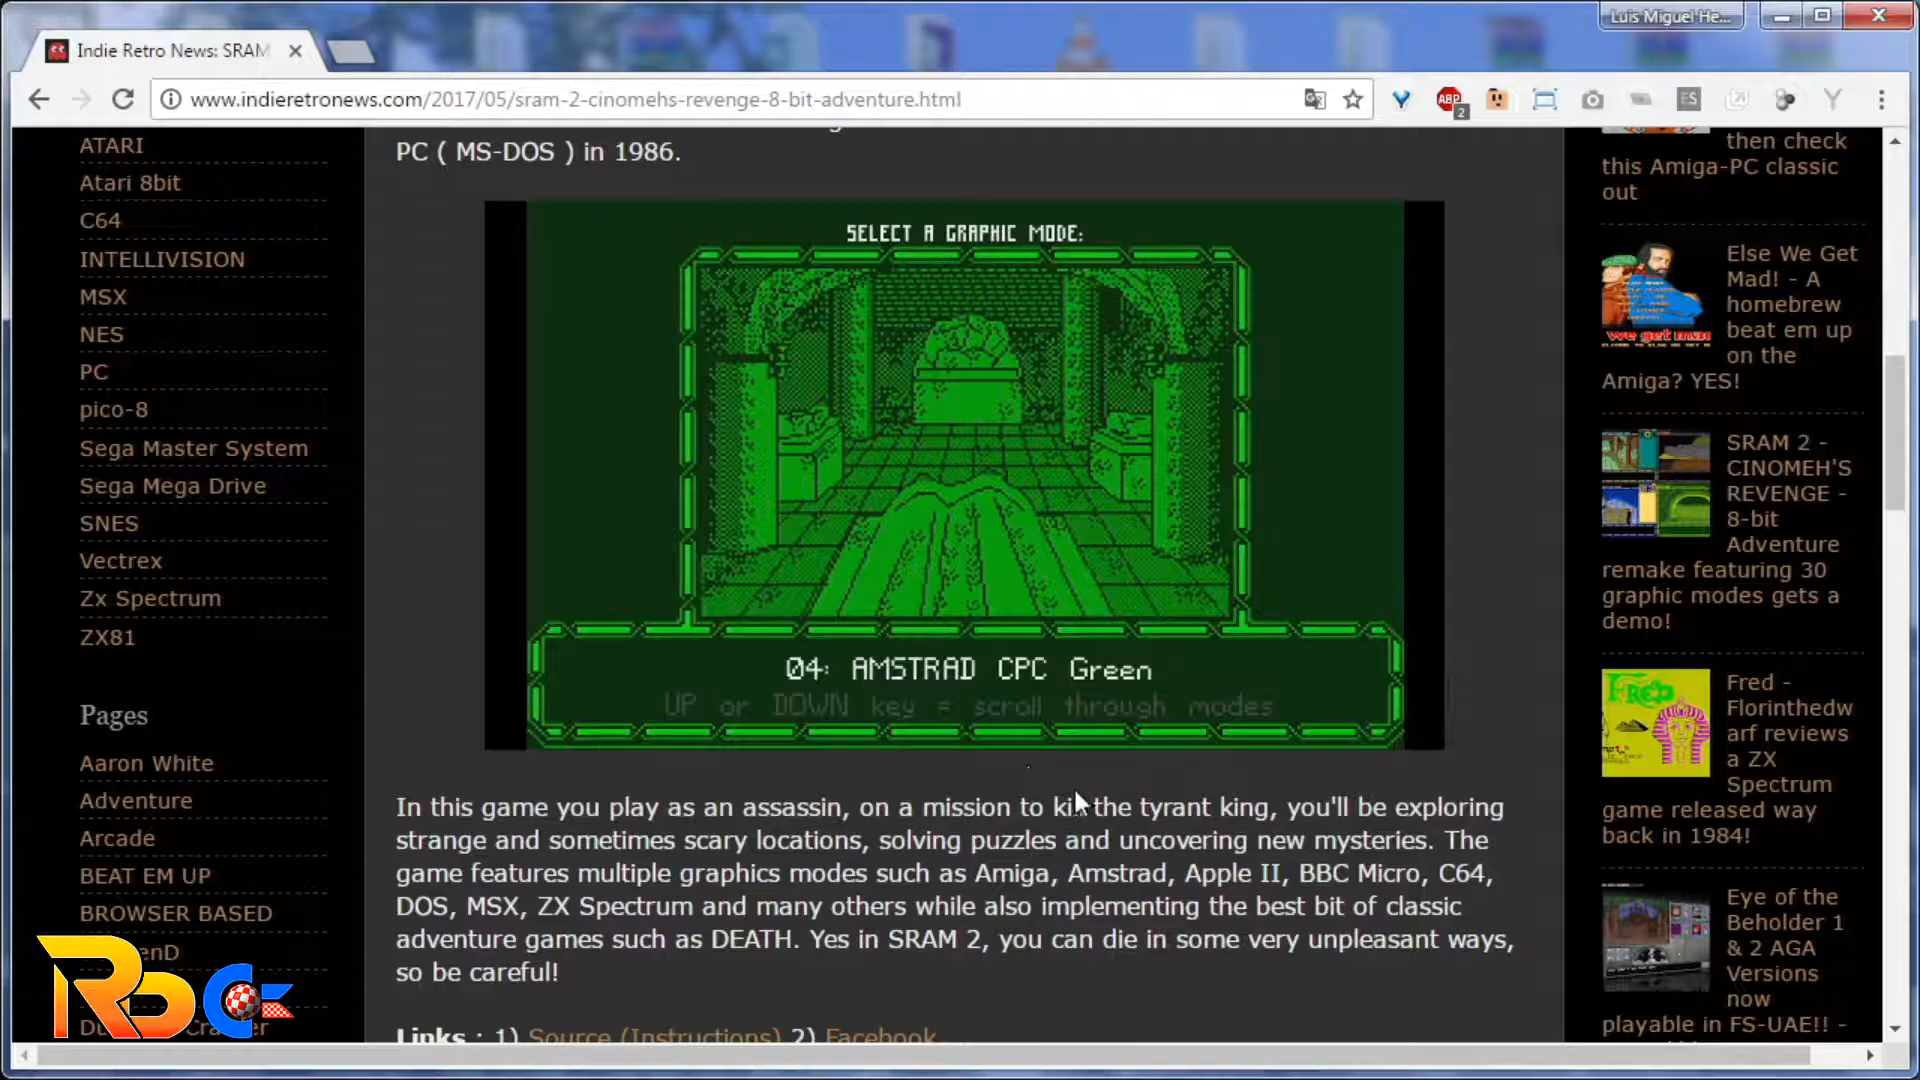 Luis Miguel He...
Indie Retro News: SRAM
www.indieretronews.com/2017/05/sram-2-cinomehs-revenge-8-bit-adventure.html
ABP
2
ES
ATARI
Atari 8bit
C64
INTELLIVISION
MSX
NES
PC
pico-8
Sega Master System
Sega Mega Drive
SNES
Vectrex
Zx Spectrum
ZX81
Pages
Aaron White
Adventure
Arcade
BEAT EM UP
BROWSER BASED
PC ( MS-DOS ) in 1986.
SELECT A GRAPHIC MODE:
04: AMSTRAD CPC Green
UP or DOWN key = scroll through modes
In this game you play as an assassin, on a mission to the tyrant king, you'll be exploring
strange and sometimes scary locations, solving puzzles and uncovering new mysteries. The
game features multiple graphics modes such as Amiga, Amstrad, Apple II, BBC Micro, C64,
DOS, MSX, ZX Spectrum and many others while also implementing the best bit of classic
adventure games such as DEATH. Yes in SRAM 2, you can die in some very unpleasant ways,
so be careful!
Links : 1) Source (Instructions) 2) Facebook
then check
this Amiga-PC classic
out
Else We Get
Mad! - A
homebrew
beat em up
on the
Amiga? YES!
we get mad
SRAM 2 -
CINOMEH'S
REVENGE -
8-bit
Adventure
remake featuring 30
graphic modes gets a
demo!
FRED
Fred -
Florinthedw
arf reviews
a ZX
Spectrum
game released way
back in 1984!
Eye of the
Beholder 1
& 2 AGA
Versions
now
playable in FS-UAE!! -